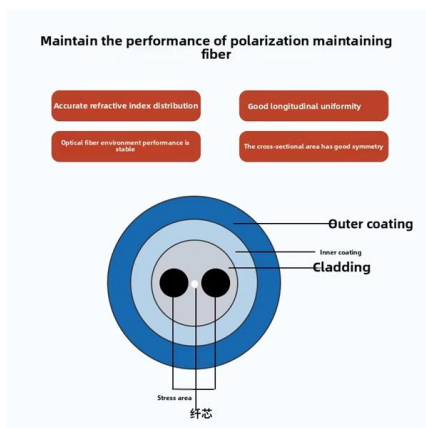 Maintain the performance of polarization maintaining
fiber
Accurate refractive index distribution
Good longitudinal uniformity
Optical fiber environment performance is
stable
The cross-sectional area has good symmetry
Outer coating
Inner coating
Cladding
Stress area
纤芯